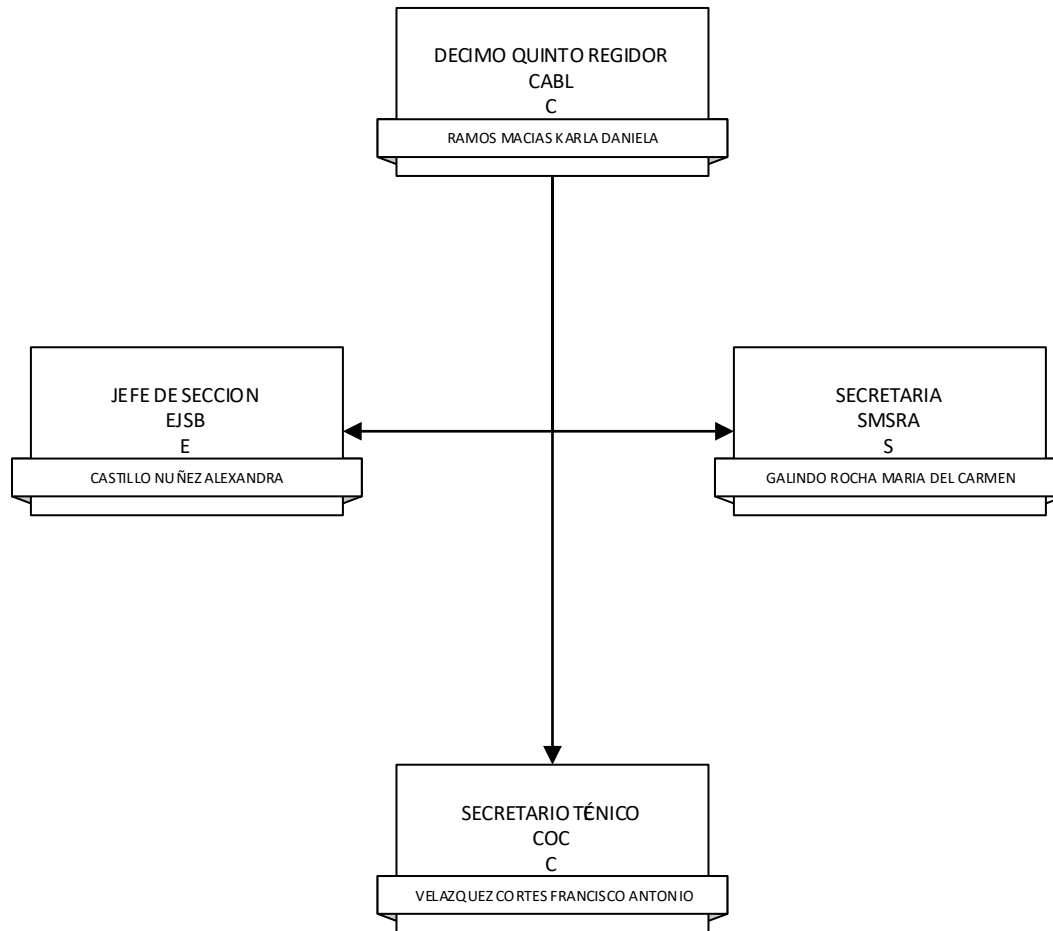 DECIMO QUINTO REGIDOR
CABL
C
RAMOS MACIAS KARLA DANIELA
JEFE DE SECCION
EJSB
E
CASTILLO NUÑEZ ALEXANDRA
SECRETARIA
SMSRA
S
GALINDO ROCHA MARIA DEL CARMEN
SECRETARIO TÉNICO
COC
C
VELAZQUEZ CORTES FRANCISCO ANTONIO